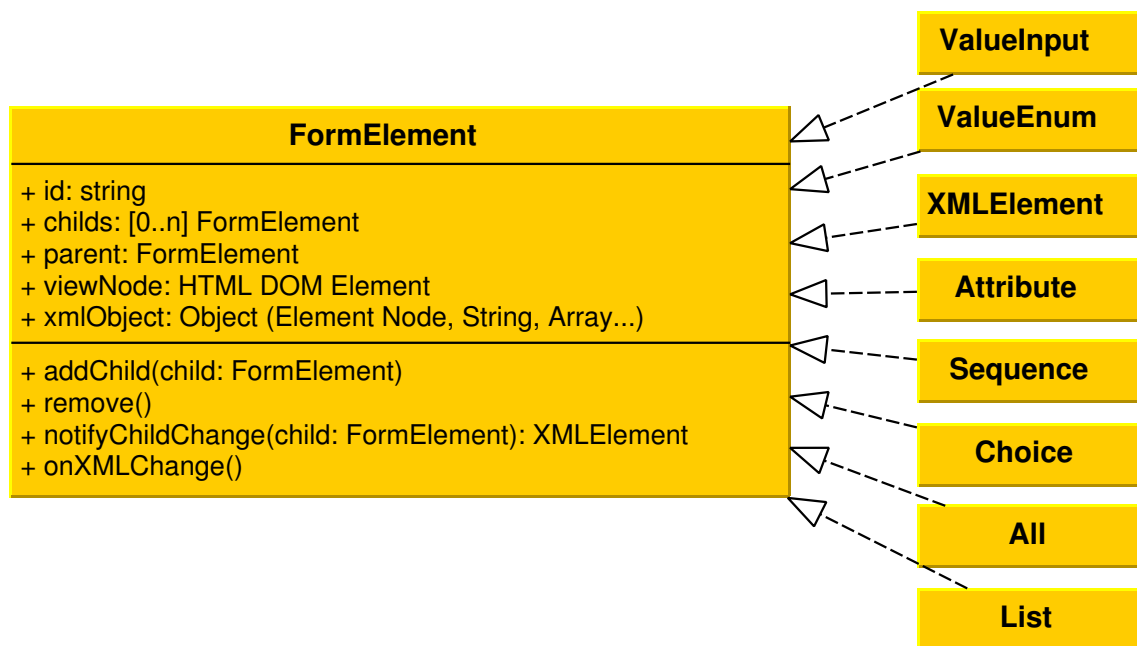 FormElement
+ id: string
+ childs: [0..n] FormElement
+ parent: FormElement
+ viewNode: HTML DOM Element
+ xmlObject: Object (Element Node, String, Array...)
+ addChild(child: FormElement)
+ remove()
+ notifyChildChange(child: FormElement): XMLElement
+ onXMLChange()
ValueInput
ValueEnum
XMLElement
Attribute
Sequence
Choice
All
List